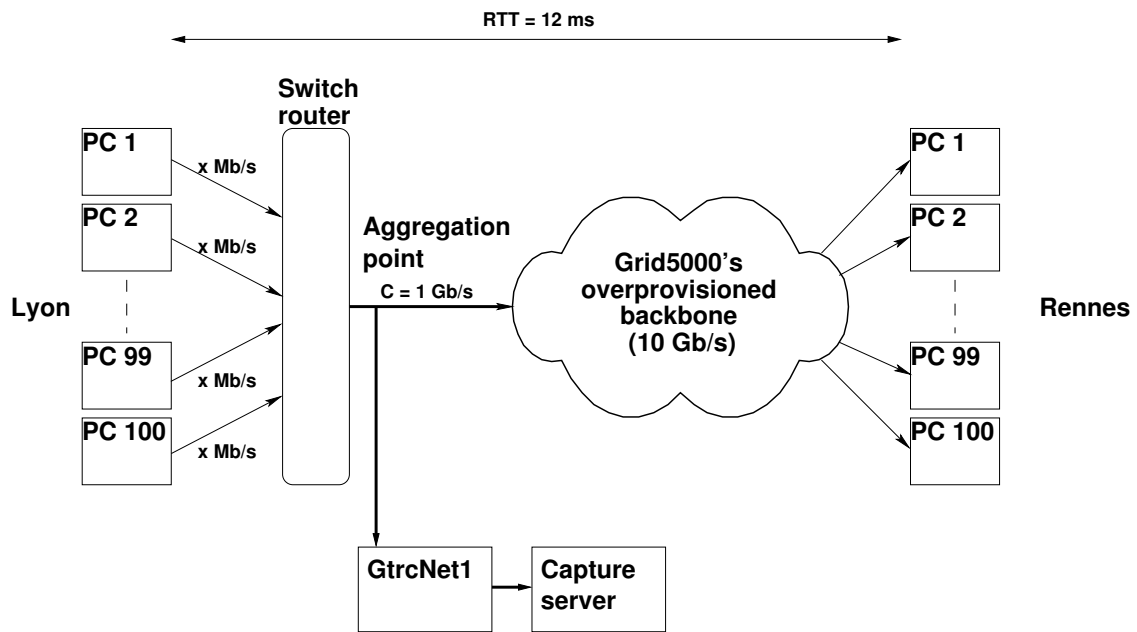 RTT = 12 ms
Switch
router
PC 1
x Mb/s
PC 2
x Mb/s
Lyon
PC 99
x Mb/s
PC 100
x Mb/s
Aggregation
point
C = 1 Gb/s
Grid5000's
overprovisioned
backbone
(10 Gb/s)
PC 1
PC 2
PC 99
PC 100
Rennes
GtrcNet1
Capture
server